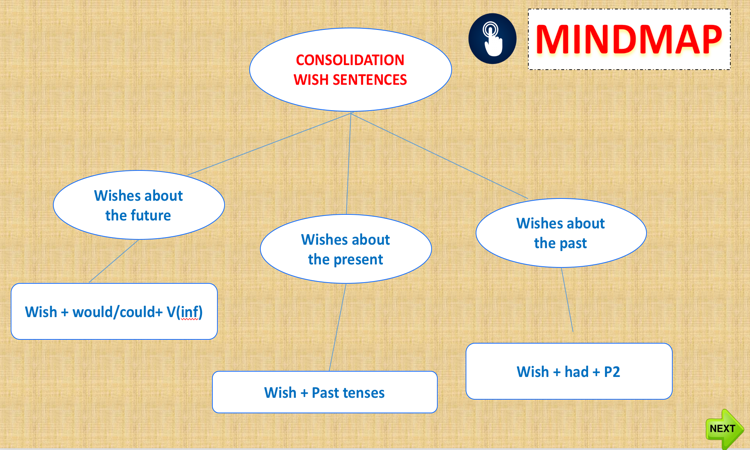 MINDMAP
CONSOLIDATION
WISH SENTENCES
Wishes about
the future
Wishes about
the present
Wishes about
the past
Wish + would/could+ V(inf)
Wish + Past tenses
Wish + had + P2
NEXT